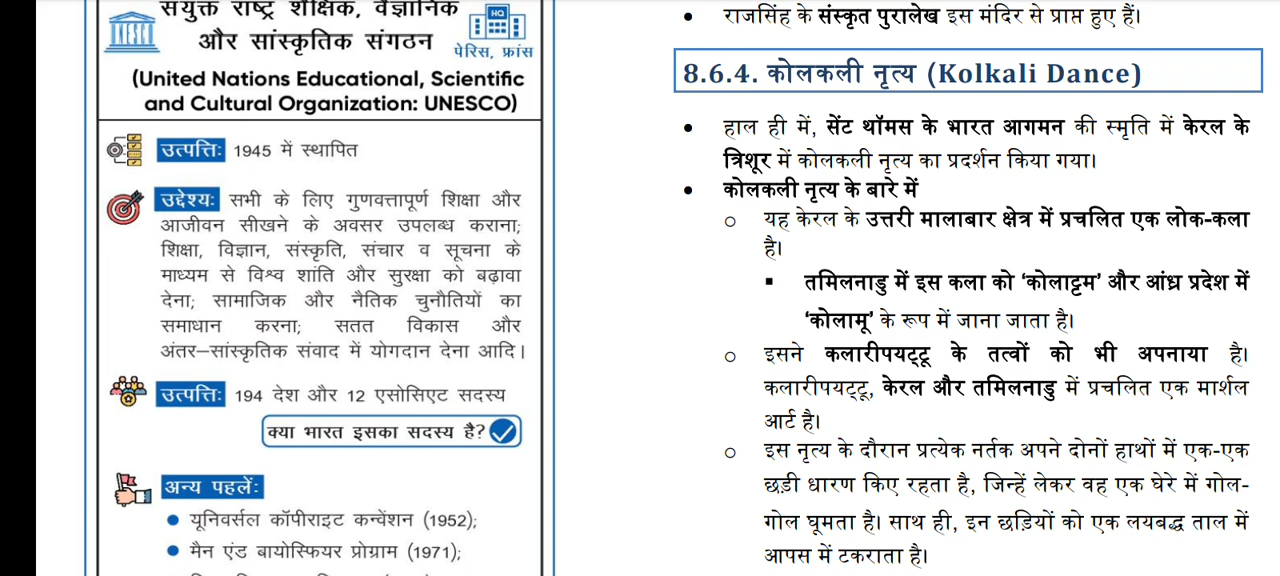 संयुक्त राष्ट्र शैक्षिक, वैज्ञानिक
और सांस्कृतिक संगठन
HQ
पेरिस, फ्रांस
(United Nations Educational, Scientific
and Cultural Organization: UNESCO)
उत्पत्तिः 1945 में स्थापित
उद्देश्यः सभी के लिए गुणवत्तापूर्ण शिक्षा और
आजीवन सीखने के अवसर उपलब्ध कराना;
शिक्षा, विज्ञान, संस्कृति, संचार व सूचना के
माध्यम से विश्व शांति और सुरक्षा को बढ़ावा
देना; सामाजिक और नैतिक चुनौतियों का
समाधान करना; सतत विकास और
अंतर–सांस्कृतिक संवाद में योगदान देना आदि।
उत्पत्तिः 194 देश और 12 एसोसिएट सदस्य
क्या भारत इसका सदस्य है?
अन्य पहलेंः
● यूनिवर्सल कॉपीराइट कन्वेंशन (1952);
● मैन एंड बायोस्फियर प्रोग्राम (1971);
● राजसिंह के संस्कृत पुरालेख इस मंदिर से प्राप्त हुए हैं।
8.6.4. कोलकली नृत्य (Kolkali Dance)
● हाल ही में, सेंट थॉमस के भारत आगमन की स्मृति में केरल के
त्रिशूर में कोलकली नृत्य का प्रदर्शन किया गया।
● कोलकली नृत्य के बारे में
○ यह केरल के उत्तरी मालाबार क्षेत्र में प्रचलित एक लोक-कला
है।
▪ तमिलनाडु में इस कला को ‘कोलाट्टम’ और आंध्र प्रदेश में
‘कोलामू’ के रूप में जाना जाता है।
○ इसने कलारीपयट्टू के तत्वों को भी अपनाया है।
कलारीपयट्टू, केरल और तमिलनाडु में प्रचलित एक मार्शल
आर्ट है।
○ इस नृत्य के दौरान प्रत्येक नर्तक अपने दोनों हाथों में एक-एक
छड़ी धारण किए रहता है, जिन्हें लेकर वह एक घेरे में गोल-
गोल घूमता है। साथ ही, इन छड़ियों को एक लयबद्ध ताल में
आपस में टकराता है।